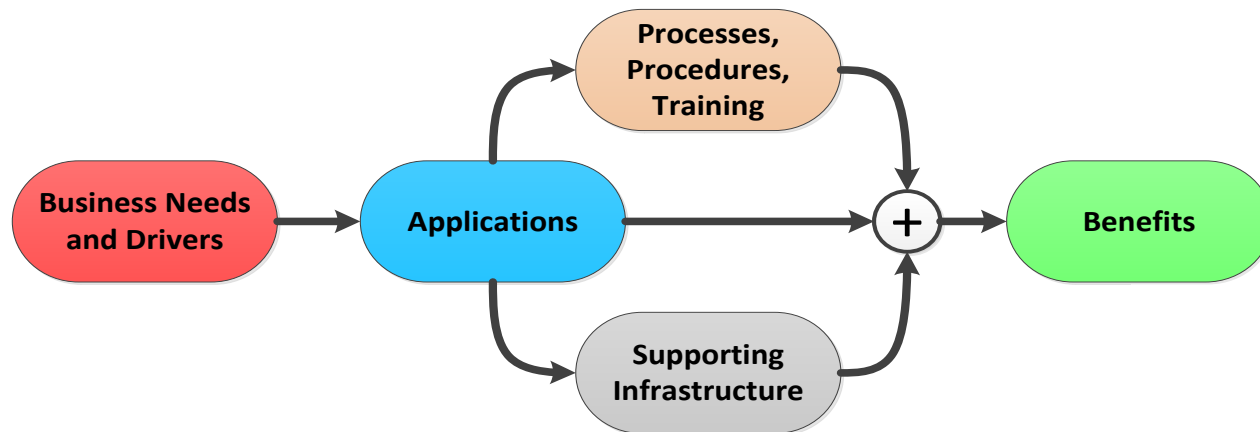 Processes,
Procedures,
Training
Business Needs
and Drivers
Applications
+
Benefits
Supporting
Infrastructure